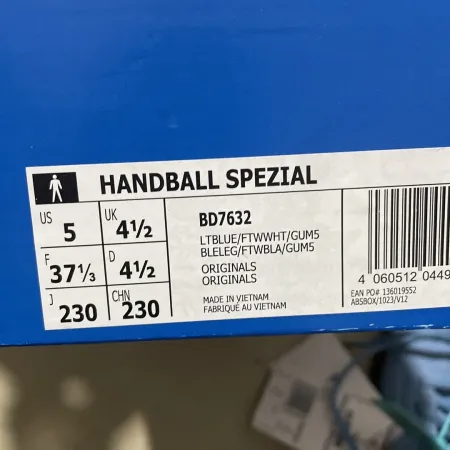 HANDBALL SPEZIAL
US 5 UK 4½
F 37⅓ D 4½
J 230 CHN 230
BD7632
LTBLUE/FTWWHT/GUM5
BLELEG/FTWBLA/GUM5
ORIGINALS
ORIGINALS
MADE IN VIETNAM
FABRIQUÉ AU VIETNAM
4 060512 0449
EAN PO# 136019552
ABSBOX/1023/V12